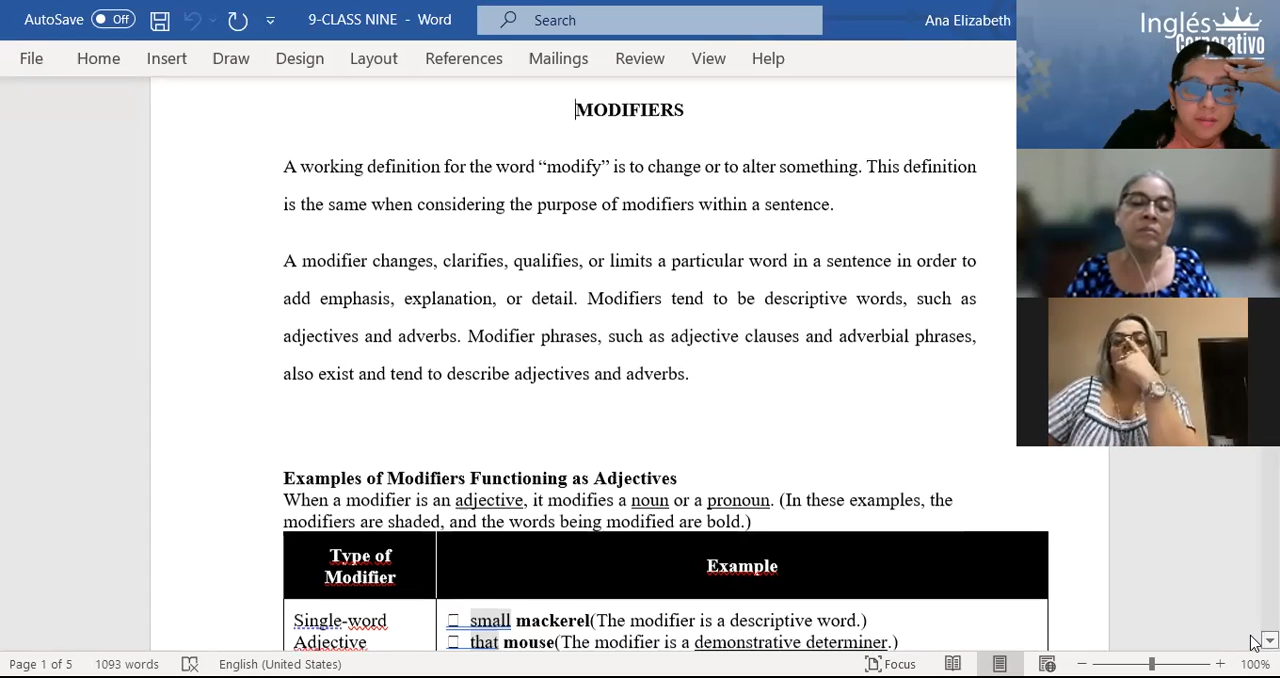 AutoSave Off 9-CLASS NINE - Word Search Ana Elizabeth
File Home Insert Draw Design Layout References Mailings Review View Help
Inglés
Corporativo
MODIFIERS
A working definition for the word “modify” is to change or to alter something. This definition
is the same when considering the purpose of modifiers within a sentence.
A modifier changes, clarifies, qualifies, or limits a particular word in a sentence in order to
add emphasis, explanation, or detail. Modifiers tend to be descriptive words, such as
adjectives and adverbs. Modifier phrases, such as adjective clauses and adverbial phrases,
also exist and tend to describe adjectives and adverbs.
Examples of Modifiers Functioning as Adjectives
When a modifier is an adjective, it modifies a noun or a pronoun. (In these examples, the
modifiers are shaded, and the words being modified are bold.)
Type of
Modifier
Example
Single-word
Adjective
small mackerel(The modifier is a descriptive word.)
that mouse(The modifier is a demonstrative determiner.)
Page 1 of 5 1093 words English (United States) Focus 100%